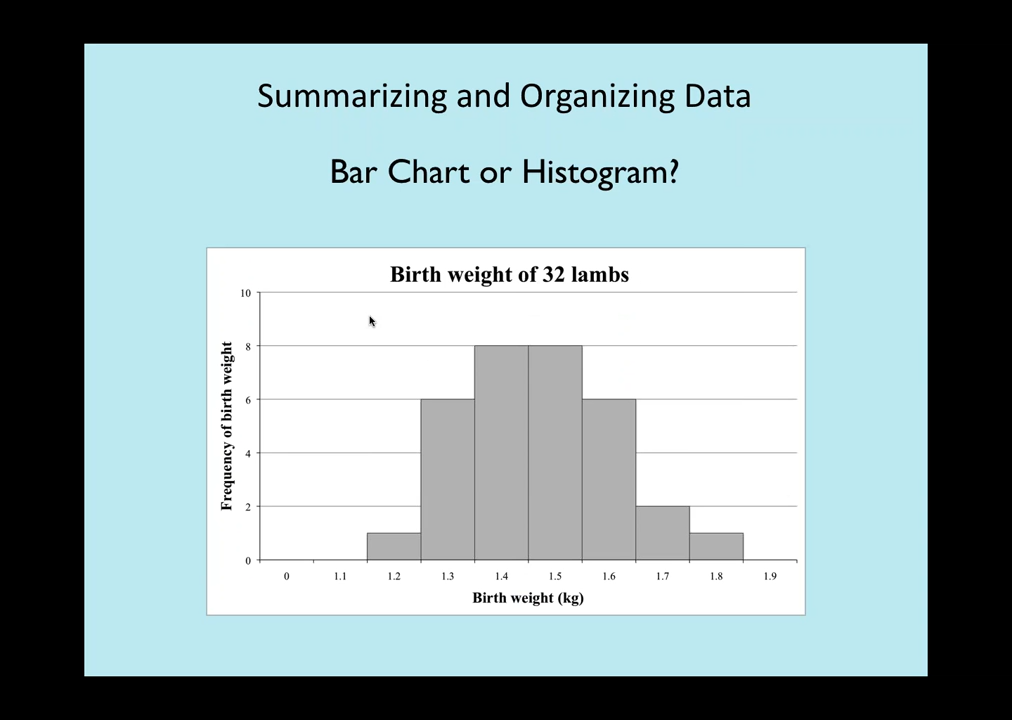 Summarizing and Organizing Data
Bar Chart or Histogram?
Birth weight of 32 lambs
Frequency of birth weight
10
8
6
4
2
0
0 1.1 1.2 1.3 1.4 1.5 1.6 1.7 1.8 1.9
Birth weight (kg)